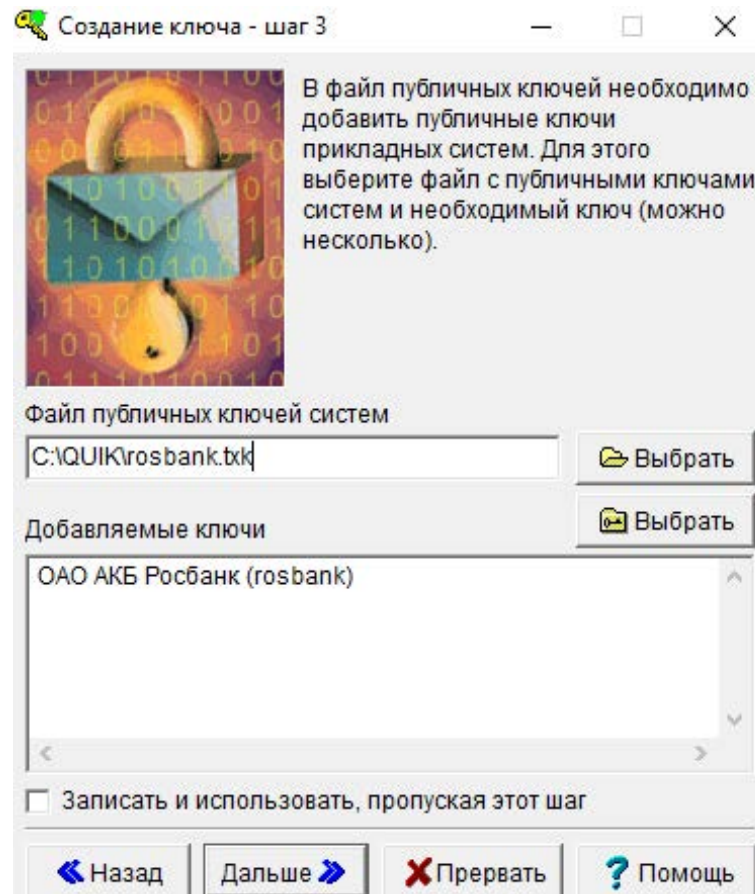 Создание ключа - шаг 3
В файл публичных ключей необходимо
добавить публичные ключи
прикладных систем. Для этого
выберите файл с публичными ключами
систем и необходимый ключ (можно
несколько).
Файл публичных ключей систем
C:\QUIK\rosbank.txk
Выбрать
Выбрать
Добавляемые ключи
ОАО АКБ Росбанк (rosbank)
Записать и использовать, пропуская этот шаг
Назад
Дальше
Прервать
Помощь